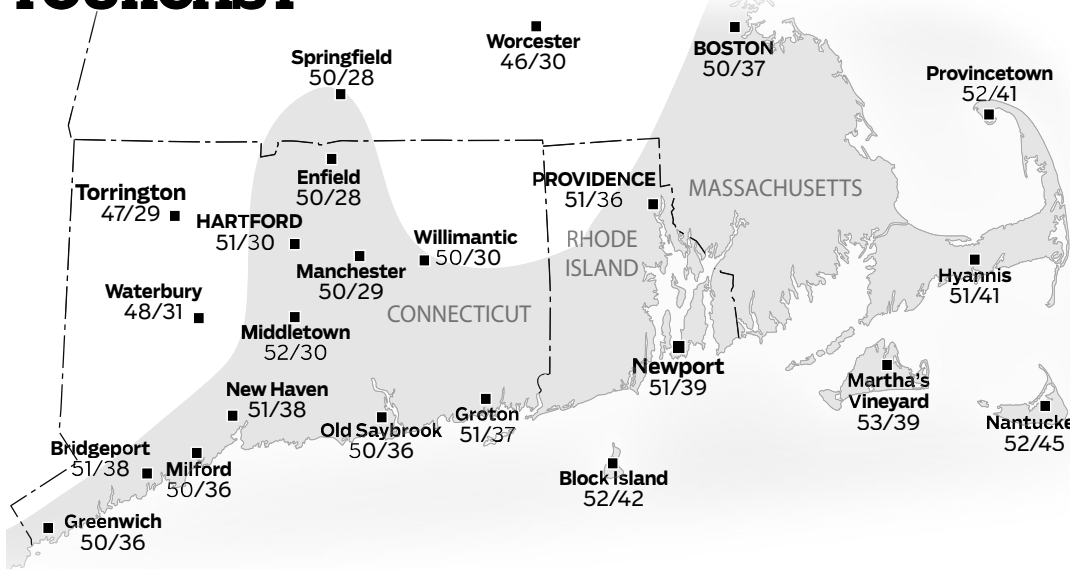 Worcester
46/30
BOSTON
50/37
Springfield
50/28
Provincetown
52/41
Enfield
50/28
Torrington
47/29
PROVIDENCE
51/36
MASSACHUSETTS
HARTFORD
51/30
Willimantic
50/30
RHODE
ISLAND
Manchester
50/29
Hyannis
51/41
Waterbury
48/31
CONNECTICUT
Middletown
52/30
Newport
51/39
Martha's
Vineyard
53/39
New Haven
51/38
Groton
51/37
Old Saybrook
50/36
Nantucke
52/45
Bridgeport
51/38
Milford
50/36
Block Island
52/42
Greenwich
50/36